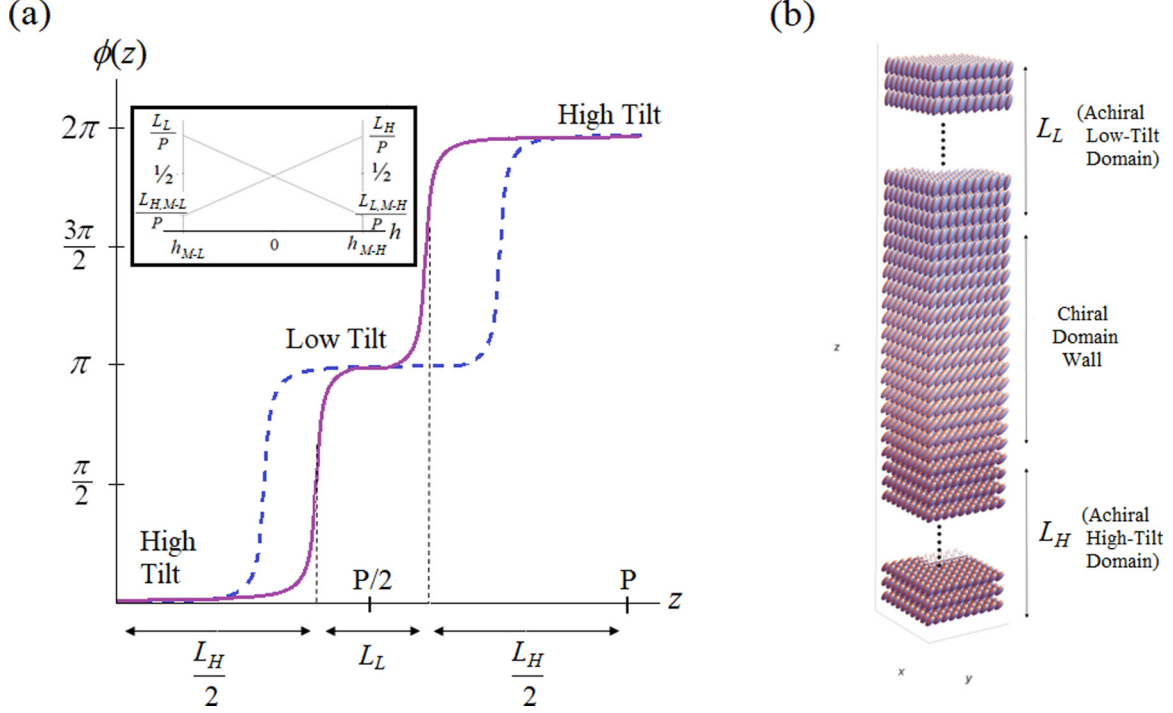 (a)
ϕ(z)
2π
3π
2
π
π
2
L_L
P
½
L_{H,M-L}
P
h_{M-L}
0
L_H
P
½
L_{L,M-H}
P
h_{M-H} h
High Tilt
Low Tilt
High
Tilt
P/2
P
z
L_H
2
L_L
L_H
2
(b)
L_L (Achiral
Low-Tilt
Domain)
Chiral
Domain
Wall
L_H (Achiral
High-Tilt
Domain)
z
x
y